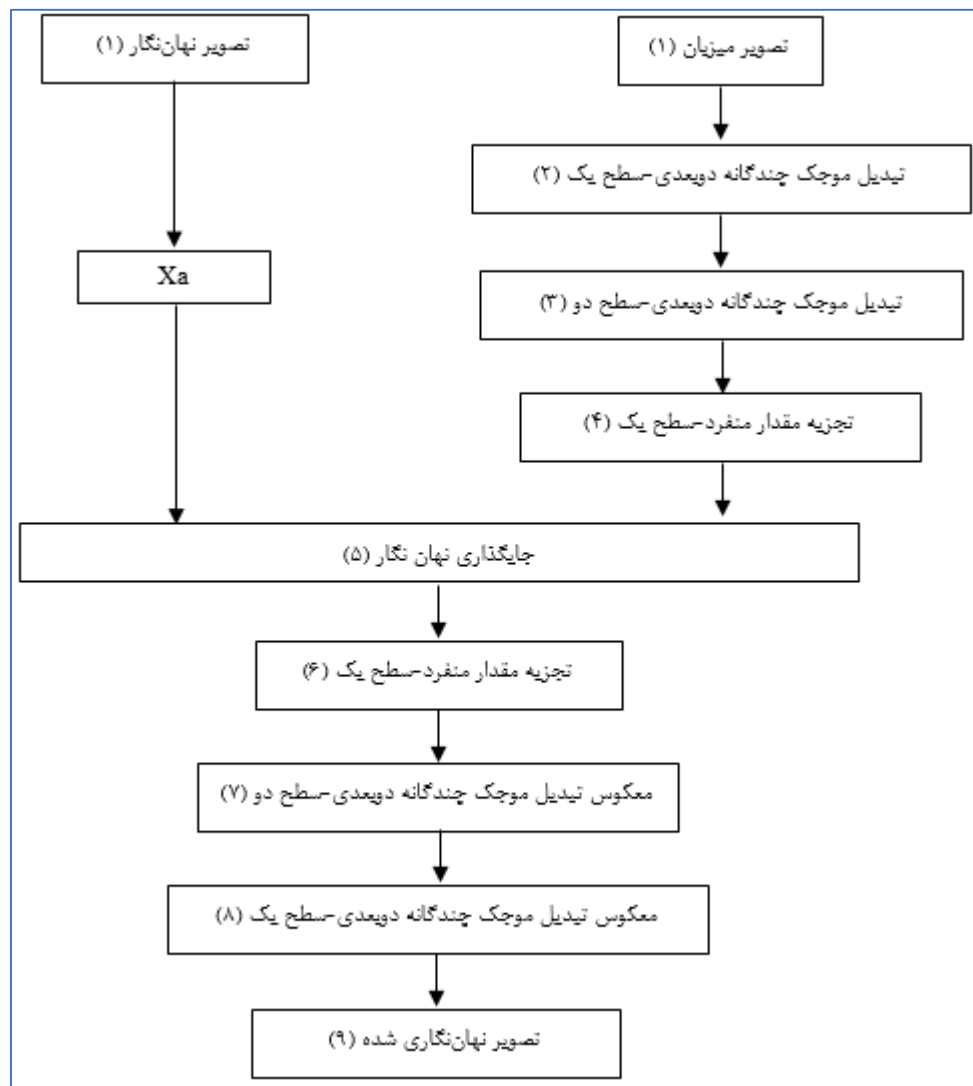 تصویر میزبان (۱)
تصویر نهان‌نگار (۱)
تبدیل موجک چندگانه دوبعدی-سطح یک (۲)
Xa
تبدیل موجک چندگانه دوبعدی-سطح دو (۳)
تجزیه مقدار منفرد-سطح یک (۴)
جایگذاری نهان نگار (۵)
تجزیه مقدار منفرد-سطح یک (۶)
معکوس تبدیل موجک چندگانه دوبعدی-سطح دو (۷)
معکوس تبدیل موجک چندگانه دوبعدی-سطح یک (۸)
تصویر نهان‌نگاری شده (۹)